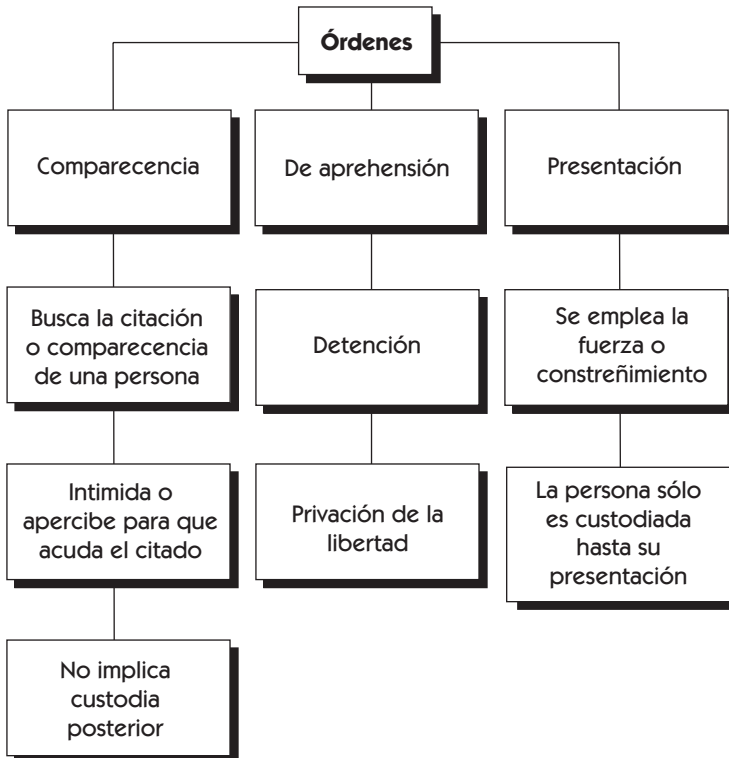 Órdenes
Comparecencia
De aprehensión
Presentación
Busca la citación
o comparecencia
de una persona
Detención
Se emplea la
fuerza o
constreñimiento
Intimida o
apercibe para que
acuda el citado
Privación de la
libertad
La persona sólo
es custodiada
hasta su
presentación
No implica
custodia
posterior